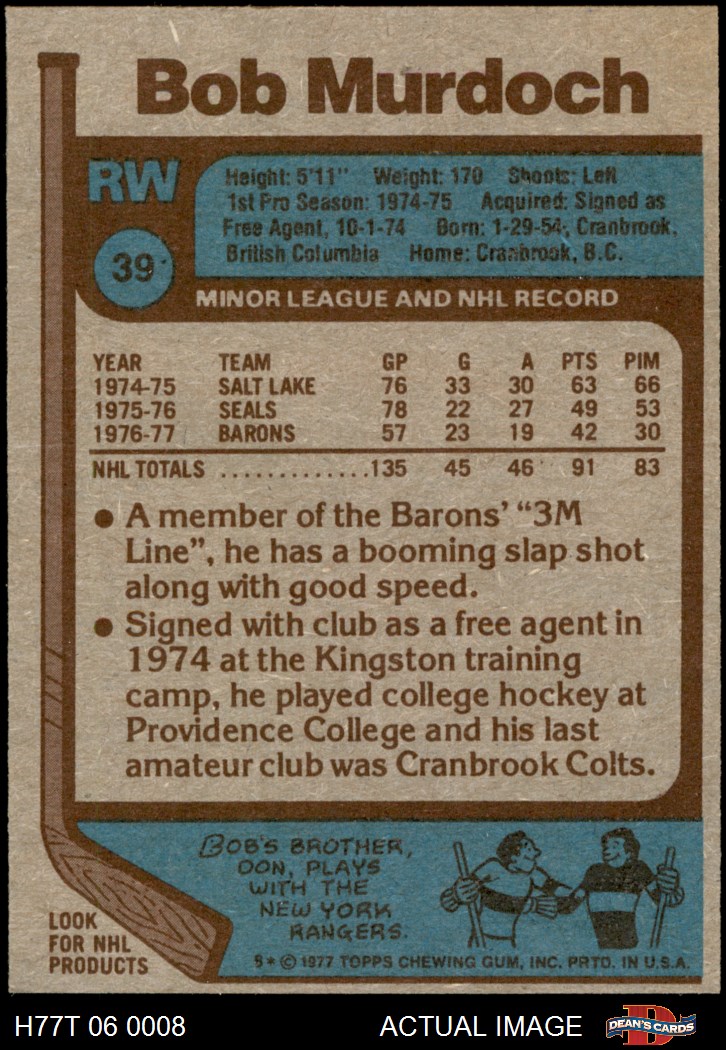 Bob Murdoch
RW
39
Height: 5'11" Weight: 170 Shoots: Left
1st Pro Season: 1974-75 Acquired: Signed as
Free Agent, 10-1-74 Born: 1-29-54, Cranbrook,
British Columbia Home: Cranbrook, B.C.
MINOR LEAGUE AND NHL RECORD
YEAR TEAM GP G A PTS PIM
1974-75 SALT LAKE 76 33 30 63 66
1975-76 SEALS 78 22 27 49 53
1976-77 BARONS 57 23 19 42 30
NHL TOTALS .............135 45 46 91 83
• A member of the Barons' “3M
Line”, he has a booming slap shot
along with good speed.
• Signed with club as a free agent in
1974 at the Kingston training
camp, he played college hockey at
Providence College and his last
amateur club was Cranbrook Colts.
BOB'S BROTHER,
DON, PLAYS
WITH THE
NEW YORK
RANGERS.
LOOK
FOR NHL
PRODUCTS
9* © 1977 TOPPS CHEWING GUM, INC. PRTD. IN U.S.A.
H77T 06 0008 ACTUAL IMAGE
D
DEAN'S CARDS